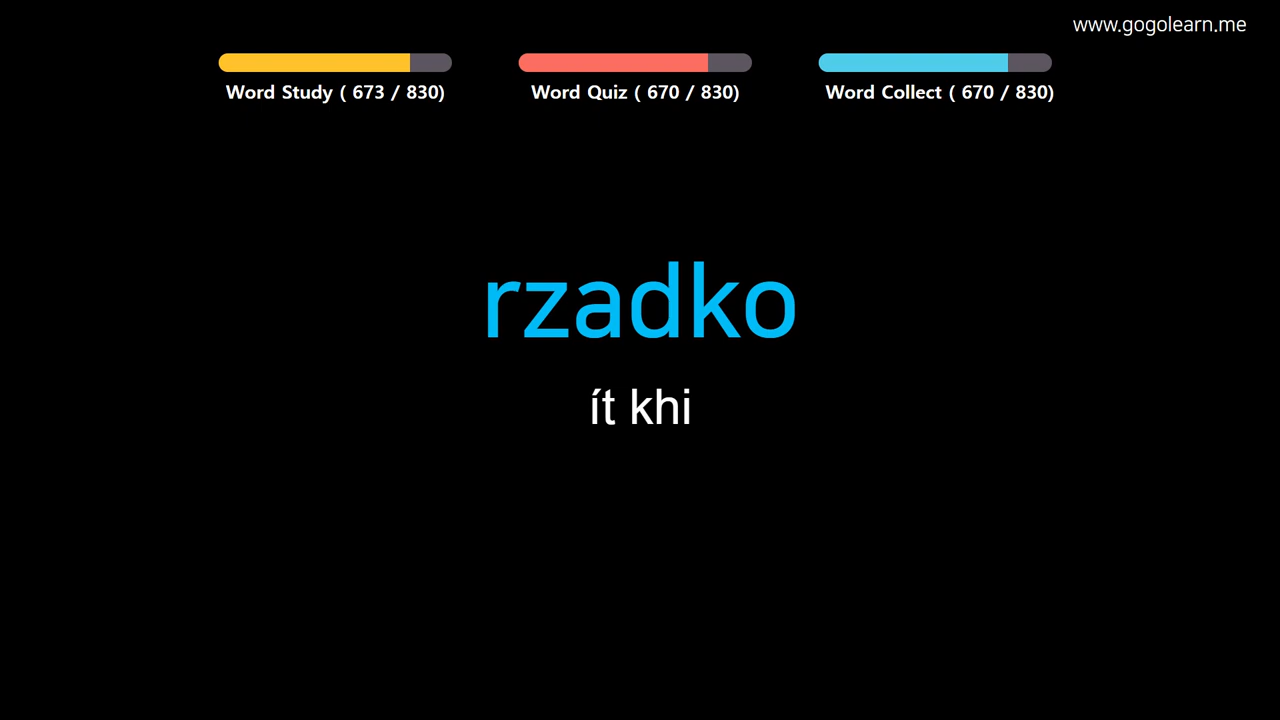 www.gogolearn.me
Word Study ( 673 / 830)
Word Quiz ( 670 / 830)
Word Collect ( 670 / 830)
rzadko
ít khi